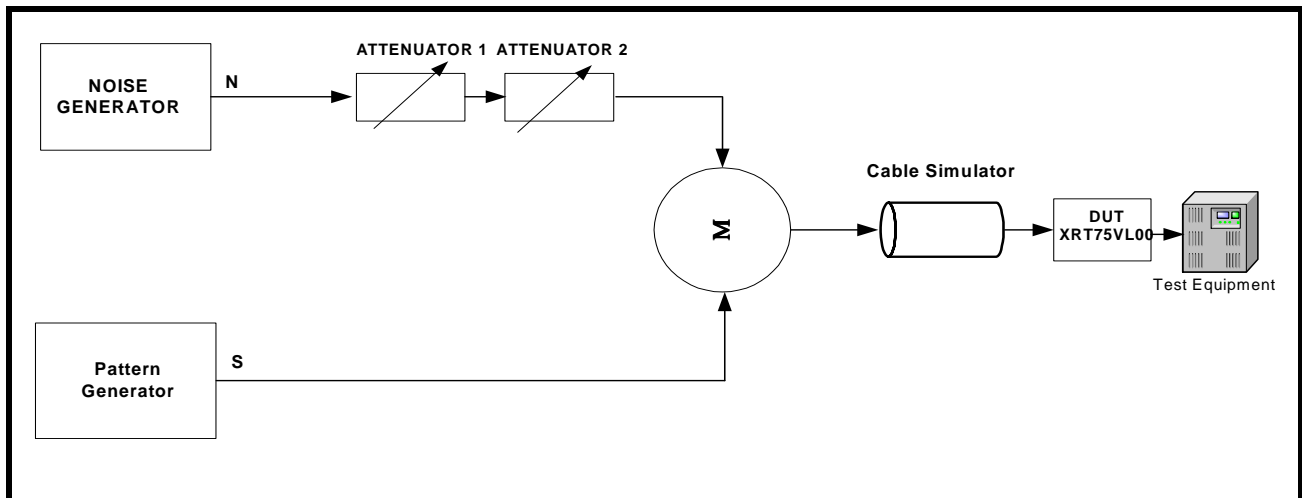 NOISE
GENERATOR
N
ATTENUATOR 1
ATTENUATOR 2
M
Cable Simulator
DUT
XRT75VL00
Test Equipment
Pattern
Generator
S